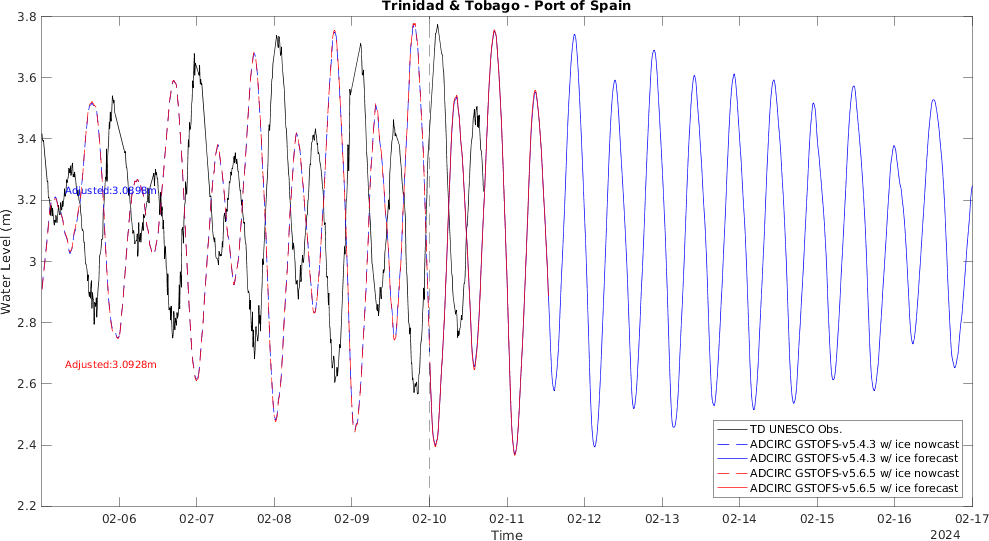 Trinidad & Tobago - Port of Spain
3.8
3.6
3.4
3.2
3
2.8
2.6
2.4
2.2
Water Level (m)
Adjusted:3.0898m
Adjusted:3.0928m
TD UNESCO Obs.
ADCIRC GSTOFS-v5.4.3 w/ ice nowcast
ADCIRC GSTOFS-v5.4.3 w/ ice forecast
ADCIRC GSTOFS-v5.6.5 w/ ice nowcast
ADCIRC GSTOFS-v5.6.5 w/ ice forecast
02-06 02-07 02-08 02-09 02-10 02-11 02-12 02-13 02-14 02-15 02-16 02-17
Time
2024